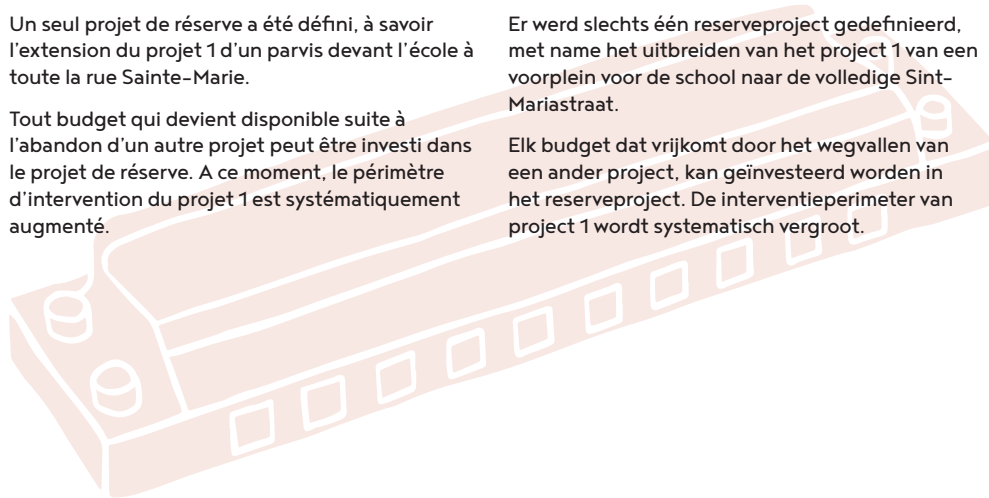 Un seul projet de réserve a été défini, à savoir
l'extension du projet 1 d'un parvis devant l'école à
toute la rue Sainte-Marie.
Tout budget qui devient disponible suite à
l'abandon d'un autre projet peut être investi dans
le projet de réserve. A ce moment, le périmètre
d'intervention du projet 1 est systématiquement
augmenté.
Er werd slechts één reserveproject gedefinieerd,
met name het uitbreiden van het project 1 van een
voorplein voor de school naar de volledige Sint-
Mariastraat.
Elk budget dat vrijkomt door het wegvallen van
een ander project, kan geïnvesteerd worden in
het reserveproject. De interventieperimeter van
project 1 wordt systematisch vergroot.